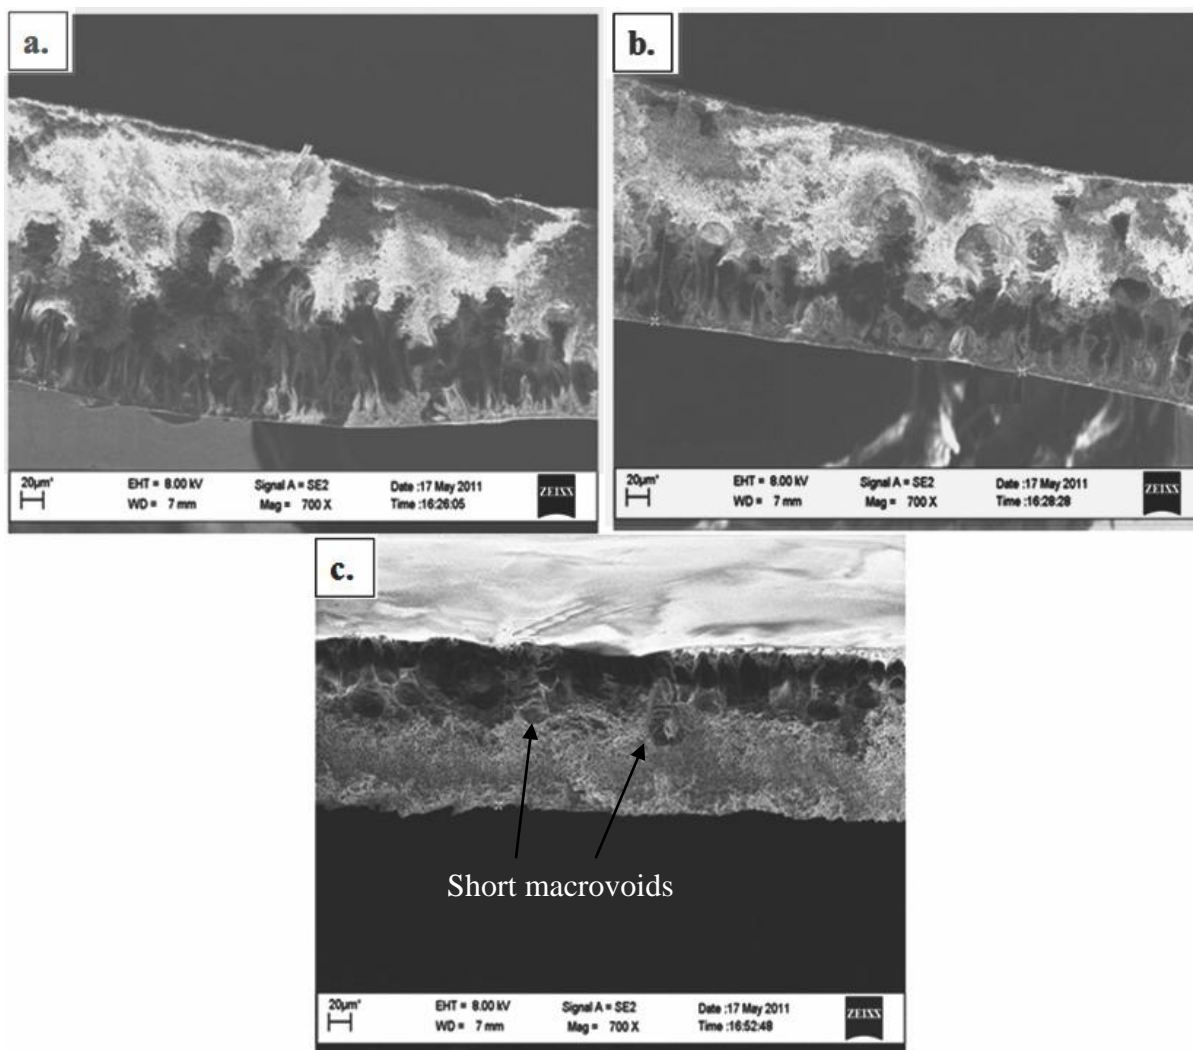 a.
20µm*
EHT = 8.00 kV
WD = 7 mm
Signal A = SE2
Mag = 700 X
Date :17 May 2011
Time :16:26:05
ZEISS
b.
20µm*
EHT = 8.00 kV
WD = 7 mm
Signal A = SE2
Mag = 700 X
Date :17 May 2011
Time :16:28:28
ZEISS
c.
Short macrovoids
20µm*
EHT = 8.00 kV
WD = 7 mm
Signal A = SE2
Mag = 700 X
Date :17 May 2011
Time :16:52:48
ZEISS